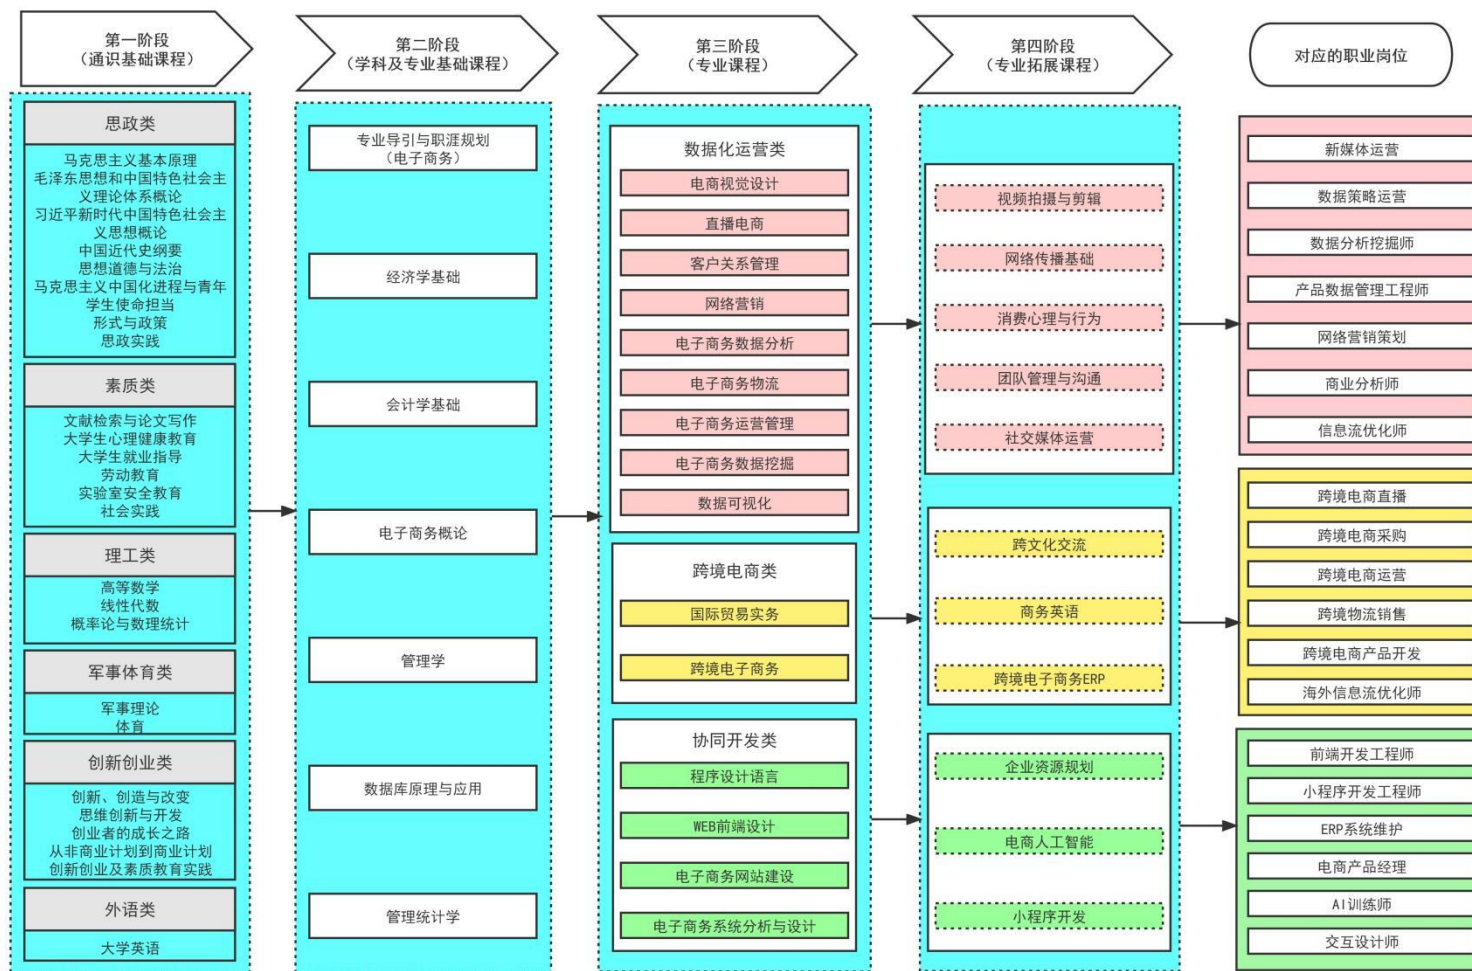 第一阶段
（通识基础课程）
思政类
马克思主义基本原理
毛泽东思想和中国特色社会主
义理论体系概论
习近平新时代中国特色社会主
义思想概论
中国近代史纲要
思想道德与法治
马克思主义中国化进程与青年
学生使命担当
形式与政策
思政实践
素质类
文献检索与论文写作
大学生心理健康教育
大学生就业指导
劳动教育
实验室安全教育
社会实践
理工类
高等数学
线性代数
概率论与数理统计
军事体育类
军事理论
体育
创新创业类
创新、创造与改变
思维创新与开发
创业者的成长之路
从非商业计划到商业计划
创新创业及素质教育实践
外语类
大学英语
第二阶段
（学科及专业基础课程）
专业导引与职涯规划
（电子商务）
经济学基础
会计学基础
电子商务概论
管理学
数据库原理与应用
管理统计学
第三阶段
（专业课程）
数据化运营类
电商视觉设计
直播电商
客户关系管理
网络营销
电子商务数据分析
电子商务物流
电子商务运营管理
电子商务数据挖掘
数据可视化
跨境电商类
国际贸易实务
跨境电子商务
协同开发类
程序设计语言
WEB前端设计
电子商务网站建设
电子商务系统分析与设计
第四阶段
（专业拓展课程）
视频拍摄与剪辑
网络传播基础
消费心理与行为
团队管理与沟通
社交媒体运营
跨文化交流
商务英语
跨境电子商务ERP
企业资源规划
电商人工智能
小程序开发
对应的职业岗位
新媒体运营
数据策略运营
数据分析挖掘师
产品数据管理工程师
网络营销策划
商业分析师
信息流优化师
跨境电商直播
跨境电商采购
跨境电商运营
跨境物流销售
跨境电商产品开发
海外信息流优化师
前端开发工程师
小程序开发工程师
ERP系统维护
电商产品经理
AI训练师
交互设计师